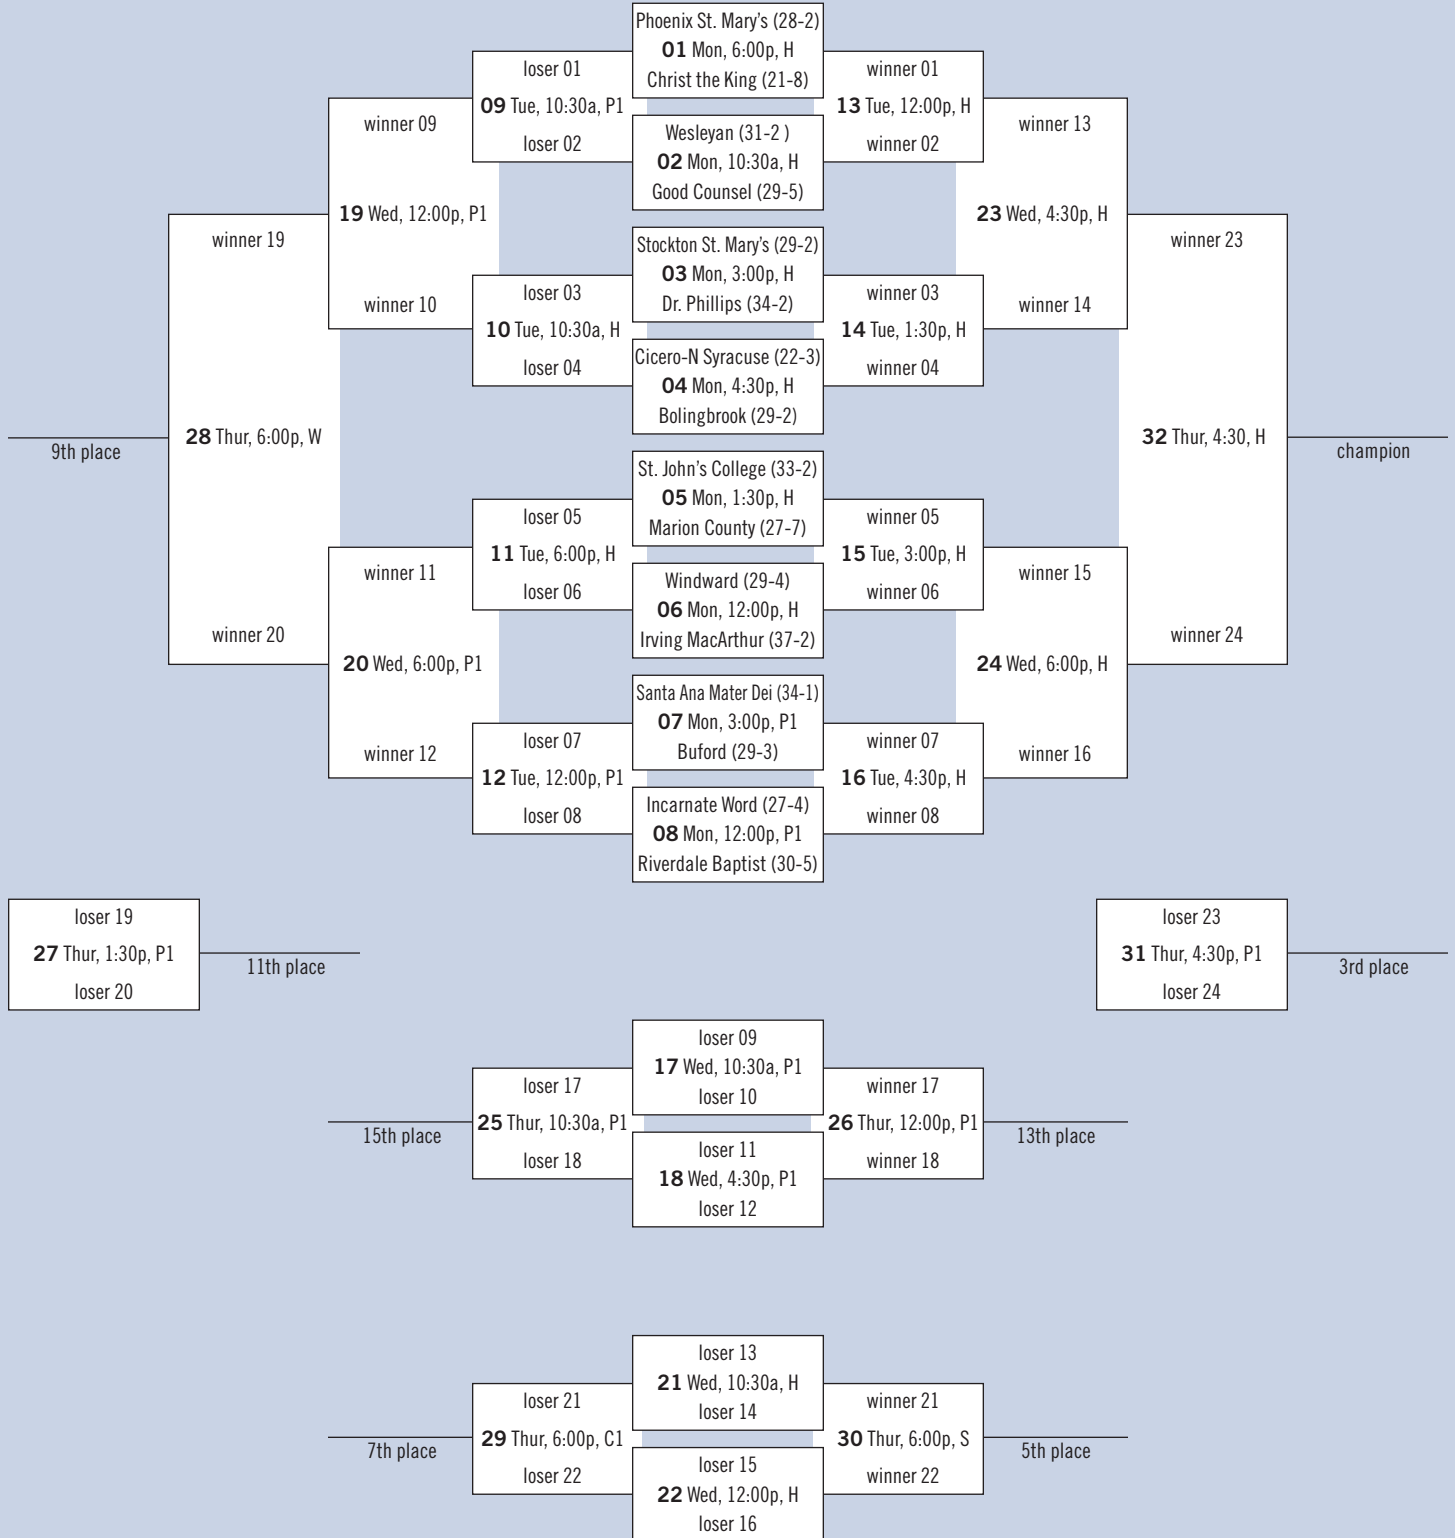 Phoenix St. Mary's (28-2)
01 Mon, 6:00p, H
Christ the King (21-8)
Wesleyan (31-2 )
02 Mon, 10:30a, H
Good Counsel (29-5)
Stockton St. Mary's (29-2)
03 Mon, 3:00p, H
Dr. Phillips (34-2)
Cicero-N Syracuse (22-3)
04 Mon, 4:30p, H
Bolingbrook (29-2)
St. John's College (33-2)
05 Mon, 1:30p, H
Marion County (27-7)
Windward (29-4)
06 Mon, 12:00p, H
Irving MacArthur (37-2)
Santa Ana Mater Dei (34-1)
07 Mon, 3:00p, P1
Buford (29-3)
Incarnate Word (27-4)
08 Mon, 12:00p, P1
Riverdale Baptist (30-5)
loser 01
09 Tue, 10:30a, P1
loser 02
loser 03
10 Tue, 10:30a, H
loser 04
loser 05
11 Tue, 6:00p, H
loser 06
loser 07
12 Tue, 12:00p, P1
loser 08
winner 09
19 Wed, 12:00p, P1
winner 10
winner 11
20 Wed, 6:00p, P1
winner 12
winner 19
28 Thur, 6:00p, W
winner 20
9th place
winner 01
13 Tue, 12:00p, H
winner 02
winner 03
14 Tue, 1:30p, H
winner 04
winner 05
15 Tue, 3:00p, H
winner 06
winner 07
16 Tue, 4:30p, H
winner 08
winner 13
23 Wed, 4:30p, H
winner 14
winner 15
24 Wed, 6:00p, H
winner 16
winner 23
32 Thur, 4:30, H
winner 24
champion
loser 19
27 Thur, 1:30p, P1
loser 20
11th place
loser 23
31 Thur, 4:30p, P1
loser 24
3rd place
loser 09
17 Wed, 10:30a, P1
loser 10
loser 11
18 Wed, 4:30p, P1
loser 12
loser 17
25 Thur, 10:30a, P1
loser 18
15th place
winner 17
26 Thur, 12:00p, P1
winner 18
13th place
loser 13
21 Wed, 10:30a, H
loser 14
loser 15
22 Wed, 12:00p, H
loser 16
loser 21
29 Thur, 6:00p, C1
loser 22
7th place
winner 21
30 Thur, 6:00p, S
winner 22
5th place